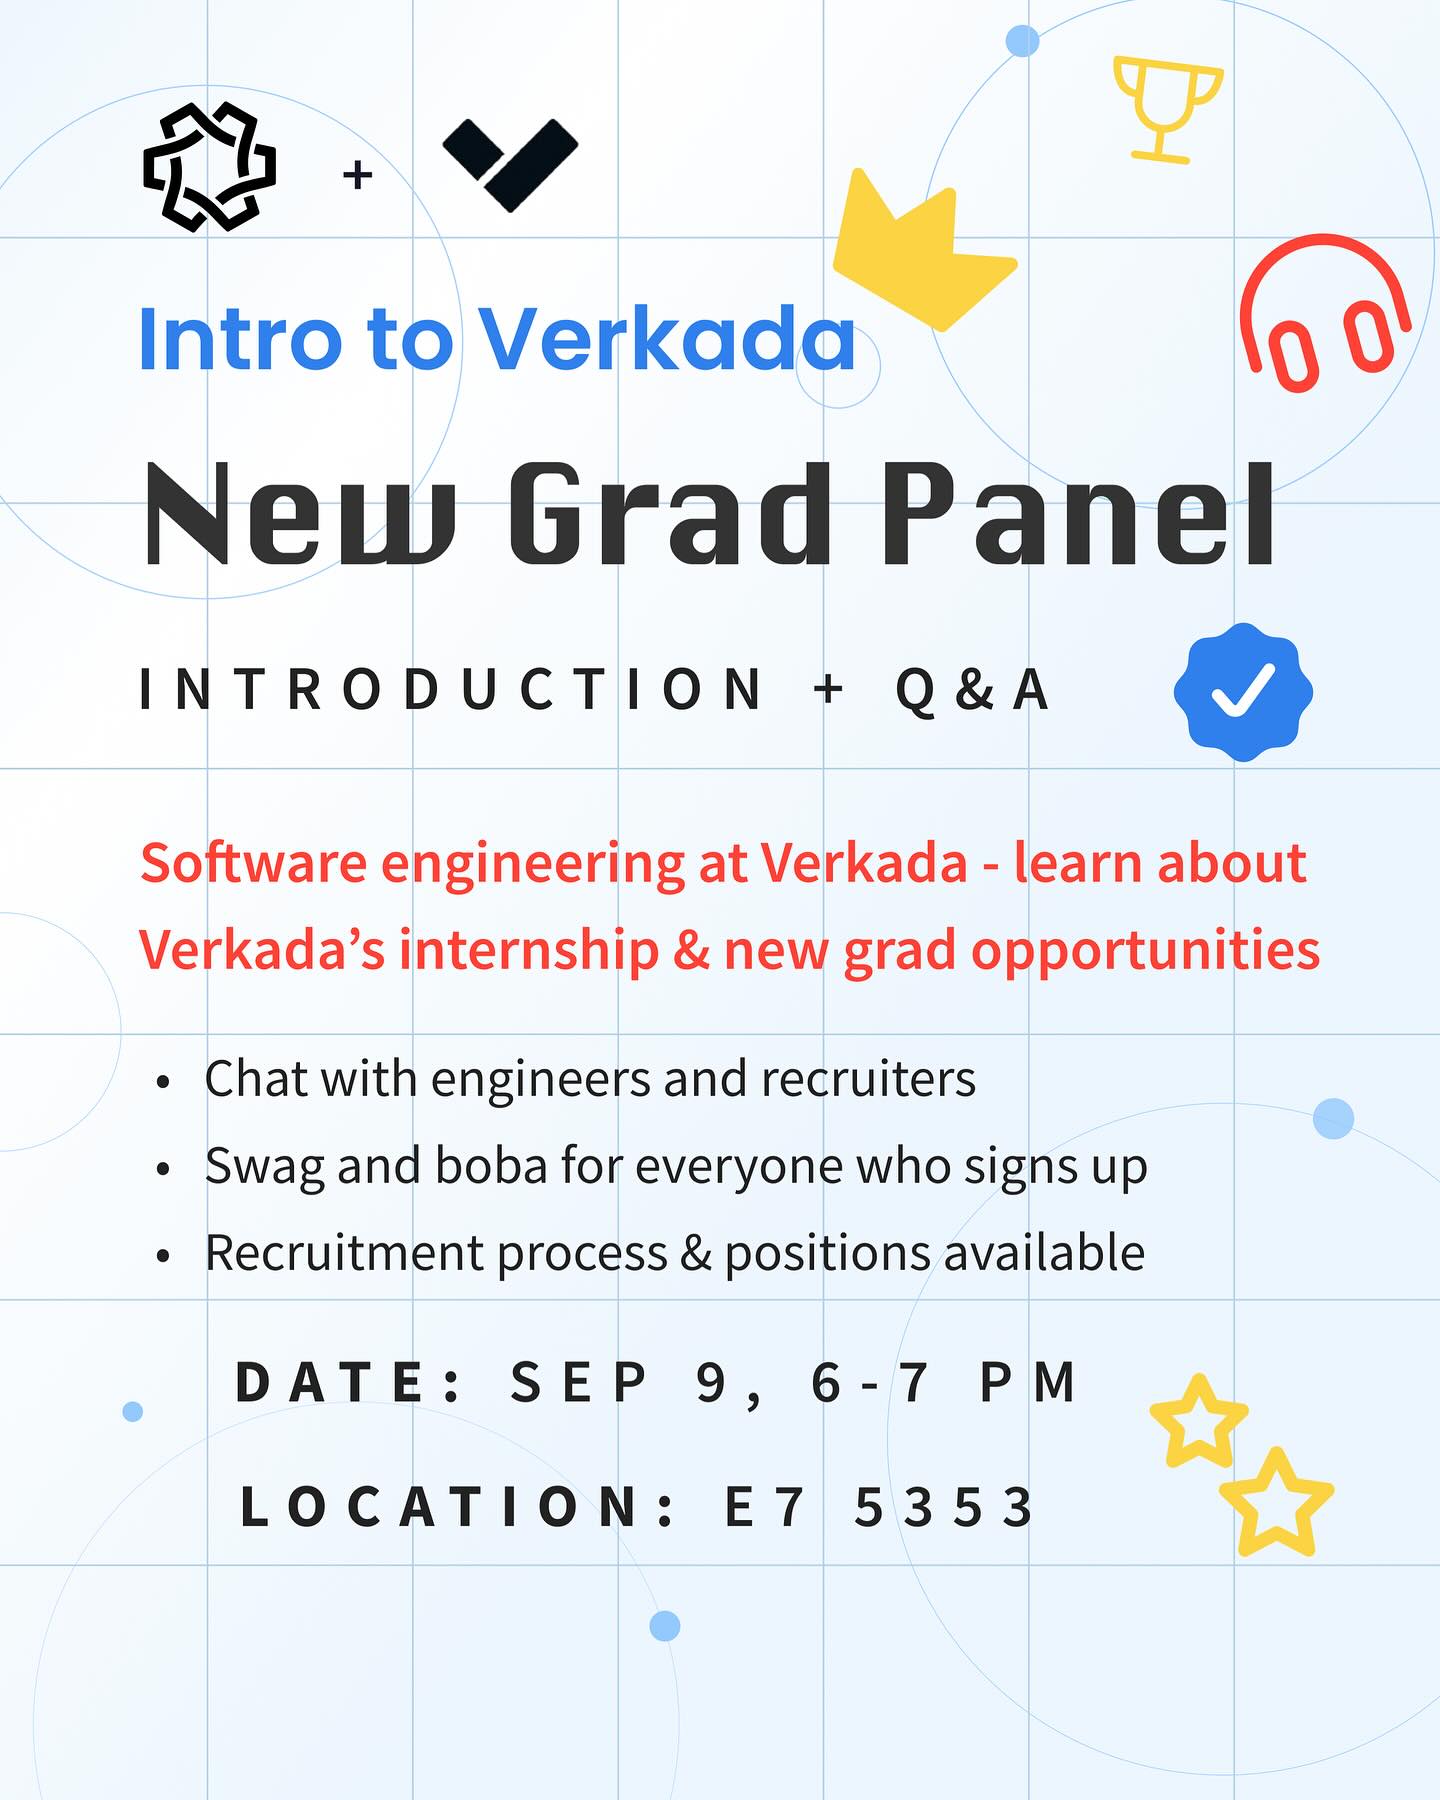 +
Intro to Verkada
New Grad Panel
INTRODUCTION + Q&A
Software engineering at Verkada - learn about
Verkada’s internship & new grad opportunities
• Chat with engineers and recruiters
• Swag and boba for everyone who signs up
• Recruitment process & positions available
DATE: SEP 9, 6-7 PM
LOCATION: E7 5353